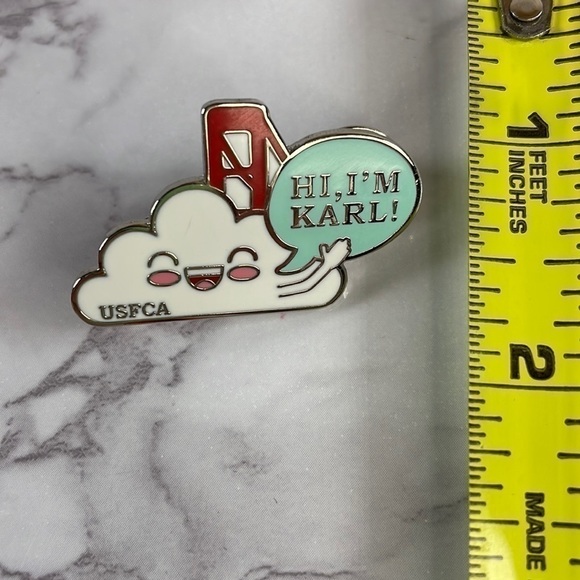 HI, I'M
KARL!
USFCA
1
FEET
INCHES
2
MADE